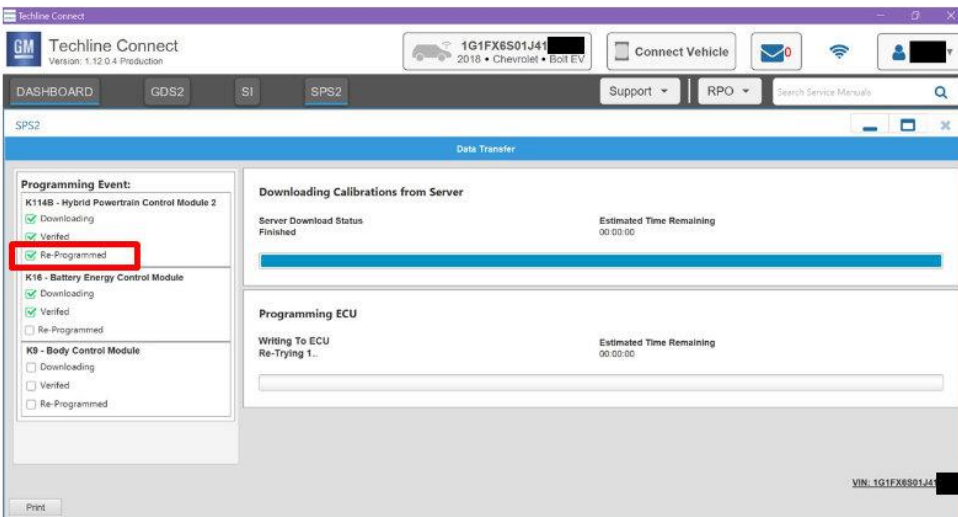 Techline Connect
GM
Techline Connect
Version: 1.12.0.4 Production
1G1FX6S01J41
2018 • Chevrolet • Bolt EV
Connect Vehicle
0
DASHBOARD
GDS2
SI
SPS2
Support
RPO
Search Service Manuals
SPS2
Data Transfer
Programming Event:
K114B - Hybrid Powertrain Control Module 2
Downloading
Verifed
Re-Programmed
K16 - Battery Energy Control Module
Downloading
Verifed
Re-Programmed
K9 - Body Control Module
Downloading
Verifed
Re-Programmed
Downloading Calibrations from Server
Server Download Status
Finished
Estimated Time Remaining
00:00:00
Programming ECU
Writing To ECU
Re-Trying 1..
Estimated Time Remaining
00:00:00
VIN: 1G1FX6S01J41
Print